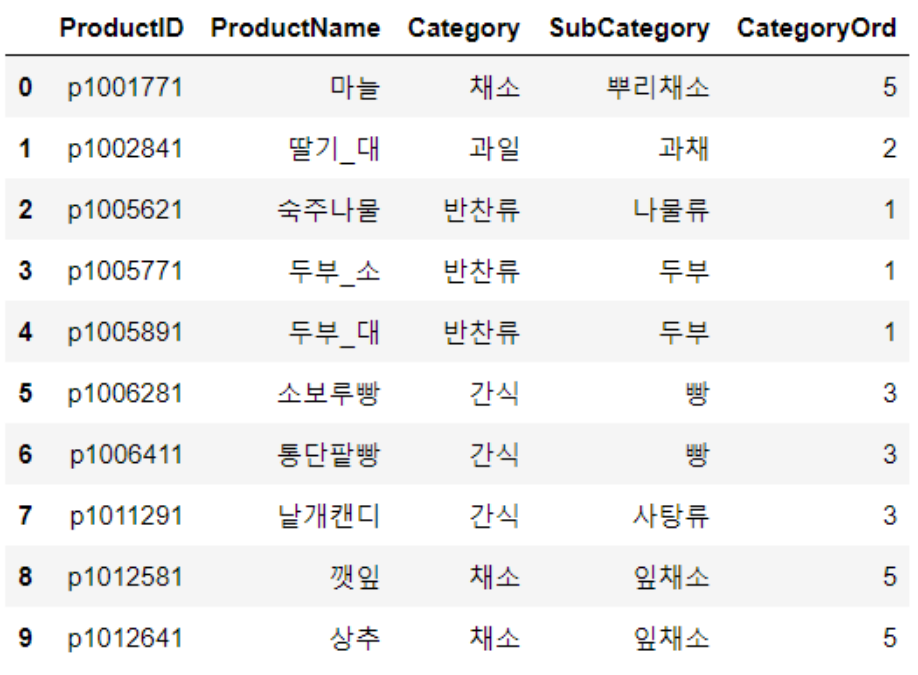 ProductID ProductName Category SubCategory CategoryOrd
0 p1001771 마늘 채소 뿌리채소 5
1 p1002841 딸기_대 과일 과채 2
2 p1005621 숙주나물 반찬류 나물류 1
3 p1005771 두부_소 반찬류 두부 1
4 p1005891 두부_대 반찬류 두부 1
5 p1006281 소보루빵 간식 빵 3
6 p1006411 통단팥빵 간식 빵 3
7 p1011291 낱개캔디 간식 사탕류 3
8 p1012581 깻잎 채소 잎채소 5
9 p1012641 상추 채소 잎채소 5